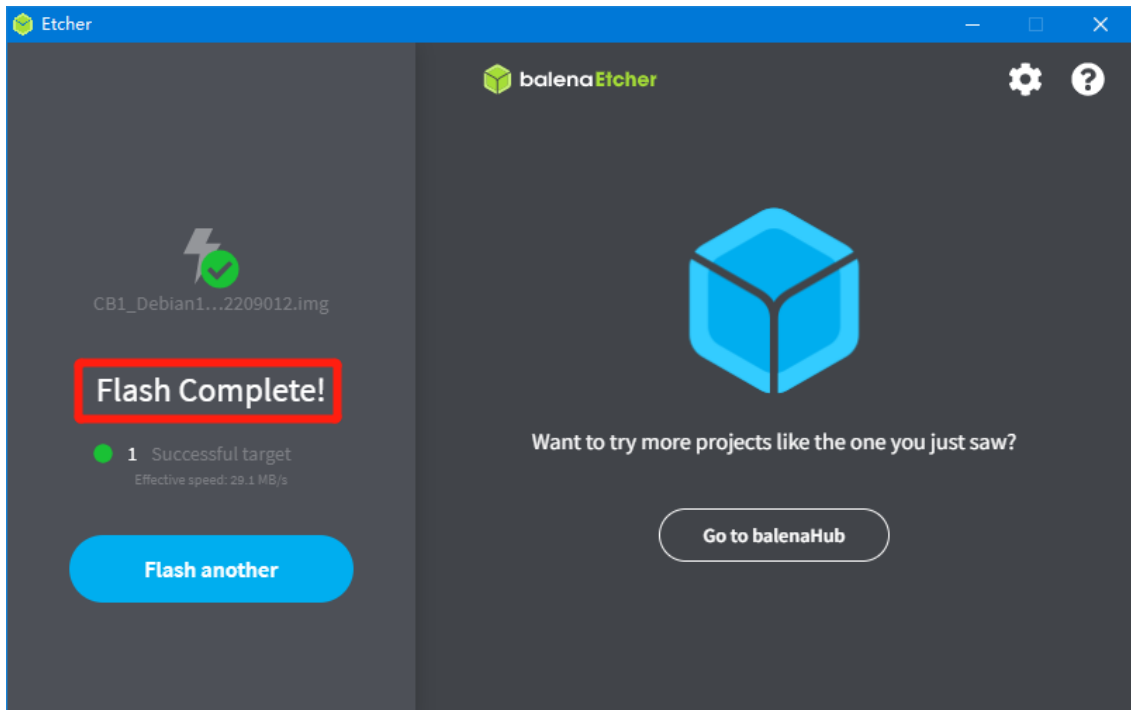 Etcher
balenaEtcher
CB1_Debian1...2209012.img
Flash Complete!
1 Successful target
Effective speed: 29.1 MB/s
Flash another
Want to try more projects like the one you just saw?
Go to balenaHub